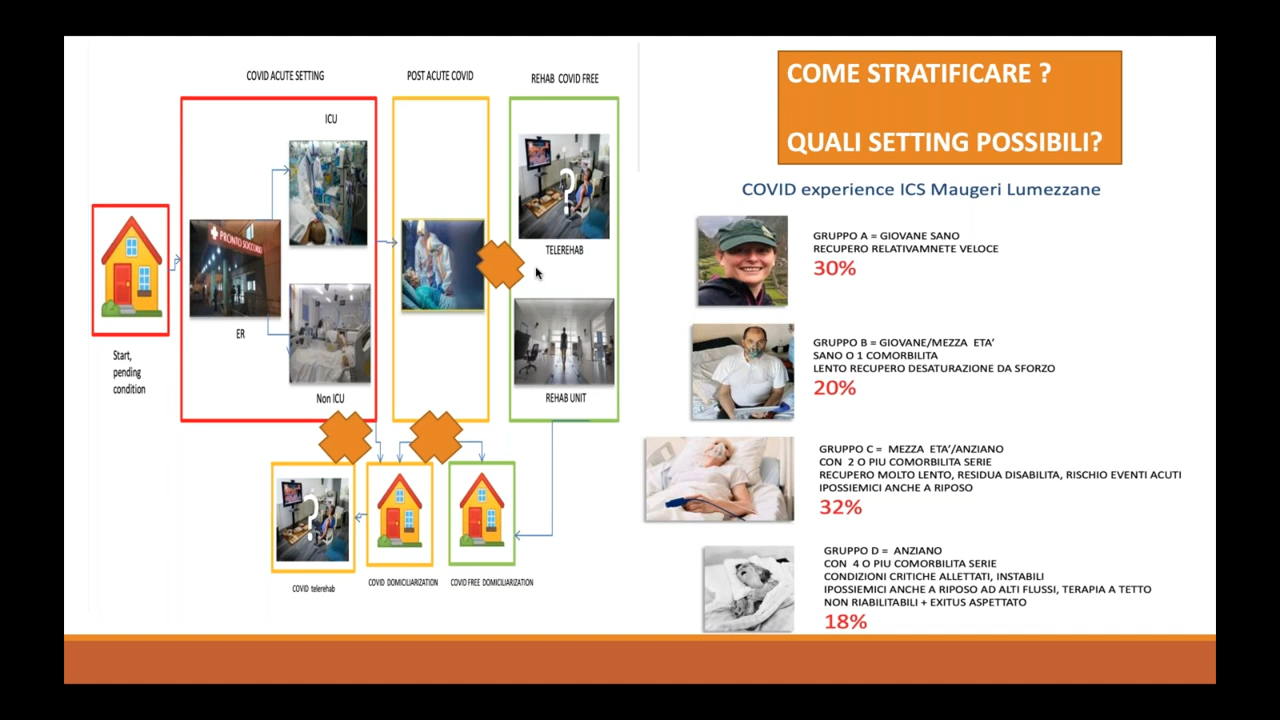 COVID ACUTE SETTING
POST ACUTE COVID
REHAB COVID FREE
ICU
PRONTO SOCCORSO
?
TELEREHAB
ER
Start,
pending
condition
Non ICU
REHAB UNIT
?
COVID telerehab
COVID DOMICILIARIZATION
COVID FREE DOMICILIARIZATION
COME STRATIFICARE ?
QUALI SETTING POSSIBILI?
COVID experience ICS Maugeri Lumezzane
GRUPPO A = GIOVANE SANO
RECUPERO RELATIVAMNETE VELOCE
30%
GRUPPO B = GIOVANE/MEZZA ETA'
SANO O 1 COMORBILITA
LENTO RECUPERO DESATURAZIONE DA SFORZO
20%
GRUPPO C = MEZZA ETA'/ANZIANO
CON 2 O PIU COMORBILITA SERIE
RECUPERO MOLTO LENTO, RESIDUA DISABILITA, RISCHIO EVENTI ACUTI
IPOSSIEMICI ANCHE A RIPOSO
32%
GRUPPO D = ANZIANO
CON 4 O PIU COMORBILITA SERIE
CONDIZIONI CRITICHE ALLETTATI, INSTABILI
IPOSSIEMICI ANCHE A RIPOSO AD ALTI FLUSSI, TERAPIA A TETTO
NON RIABILITABILI + EXITUS ASPETTATO
18%